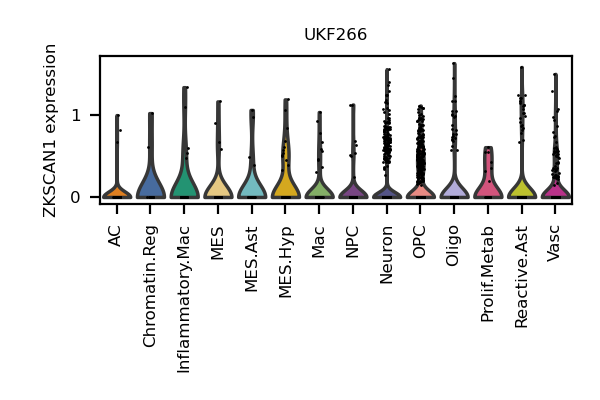 UKF266
ZKSCAN1 expression
1
0
AC
Chromatin.Reg
Inflammatory.Mac
MES
MES.Ast
MES.Hyp
Mac
NPC
Neuron
OPC
Oligo
Prolif.Metab
Reactive.Ast
Vasc